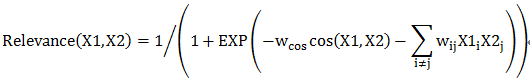 Relevance(X1,X2) = 1/(1 + EXP(−w_cos cos(X1,X2) − ∑_{i≠j} w_ij X1_i X2_j))